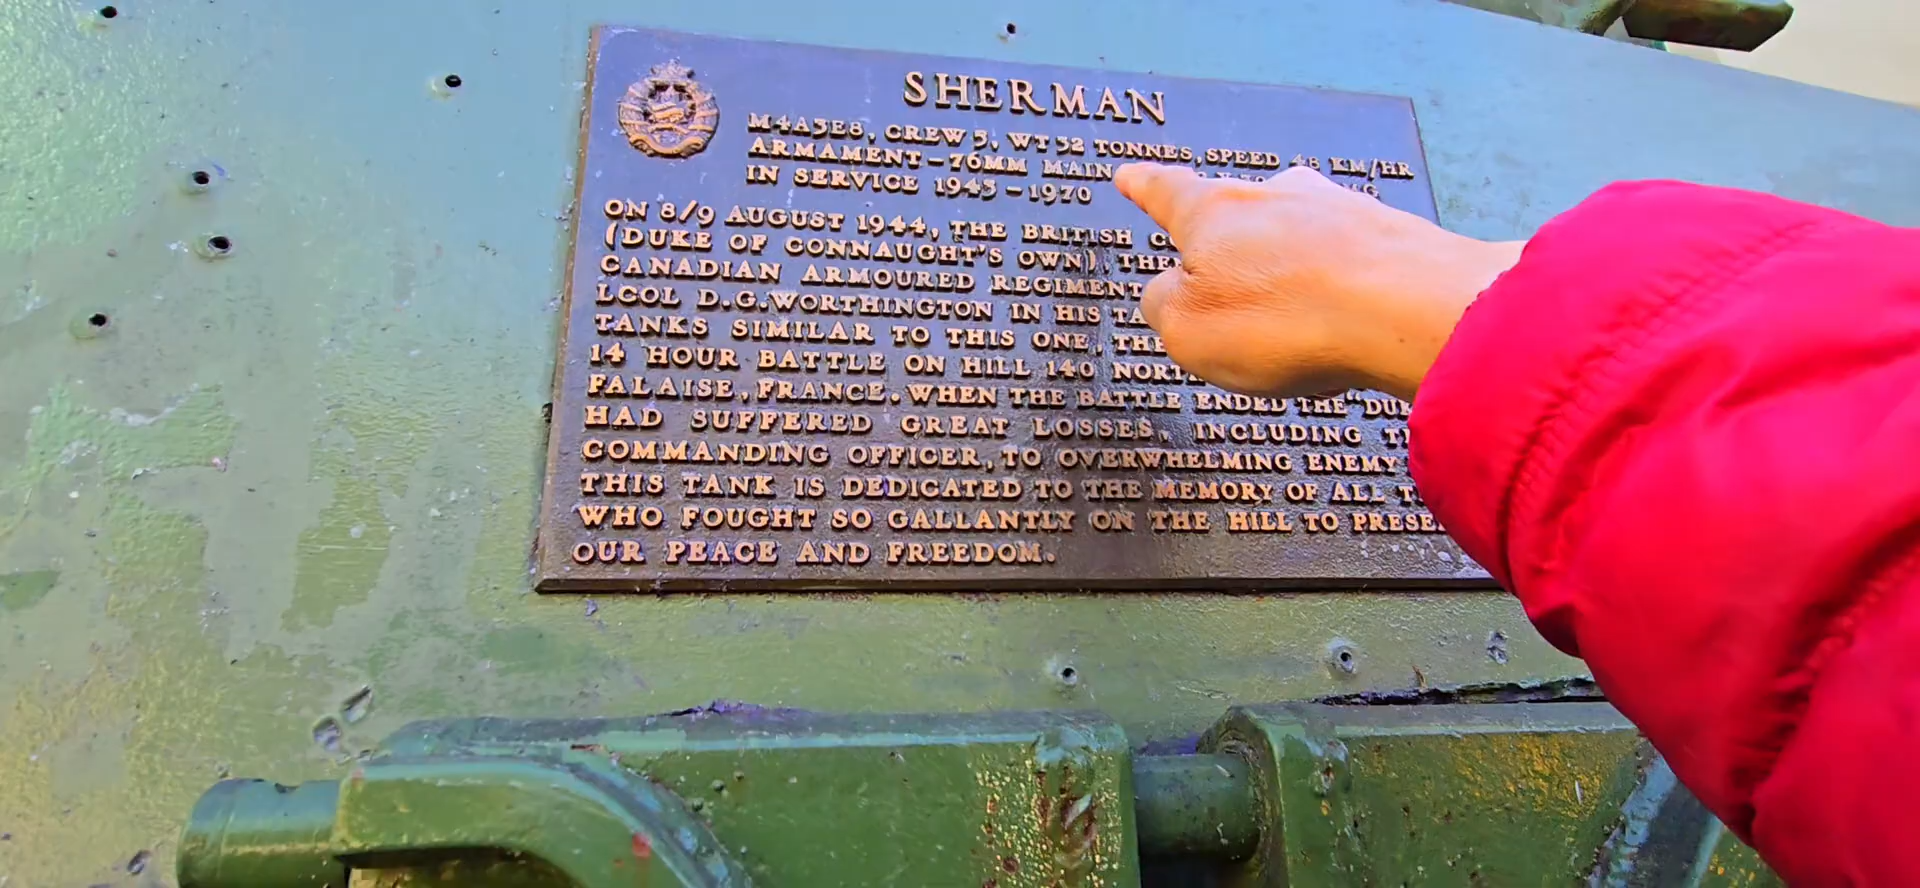 SHERMAN
M4A3E8, CREW 5, WT 32 TONNES, SPEED 48 KM/HR
ARMAMENT - 76MM MAIN
IN SERVICE 1943 - 1970
ON 8/9 AUGUST 1944, THE BRITISH
(DUKE OF CONNAUGHT'S OWN),
CANADIAN ARMOURED REGIMENT
LCOL D.G. WORTHINGTON IN HIS
TANKS SIMILAR TO THIS ONE,
14 HOUR BATTLE ON HILL 140
FALAISE, FRANCE. WHEN THE BATTLE ENDED THE
HAD SUFFERED GREAT LOSSES, INCLUDING
COMMANDING OFFICER, TO OVERWHELMING ENEMY
THIS TANK IS DEDICATED TO THE MEMORY OF ALL
WHO FOUGHT SO GALLANTLY ON THE HILL TO
OUR PEACE AND FREEDOM.